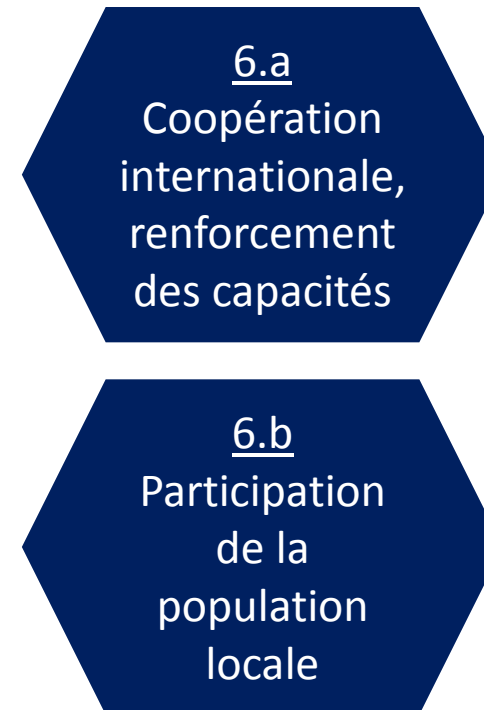 6.a
Coopération
internationale,
renforcement
des capacités
6.b
Participation
de la
population
locale